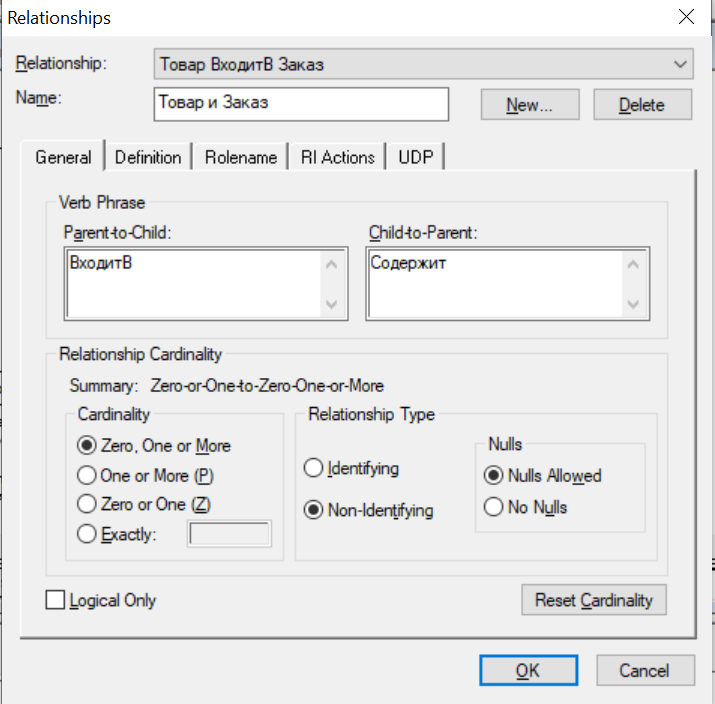 Relationships
Relationship: Товар ВходитВ Заказ
Name: Товар и Заказ New... Delete
General Definition Rolename RI Actions UDP
Verb Phrase
Parent-to-Child: Child-to-Parent:
ВходитВ Содержит
Relationship Cardinality
Summary: Zero-or-One-to-Zero-One-or-More
Cardinality Relationship Type
Zero, One or More
One or More (P)
Zero or One (Z)
Exactly:
Identifying
Non-Identifying
Nulls
Nulls Allowed
No Nulls
Logical Only Reset Cardinality
OK Cancel